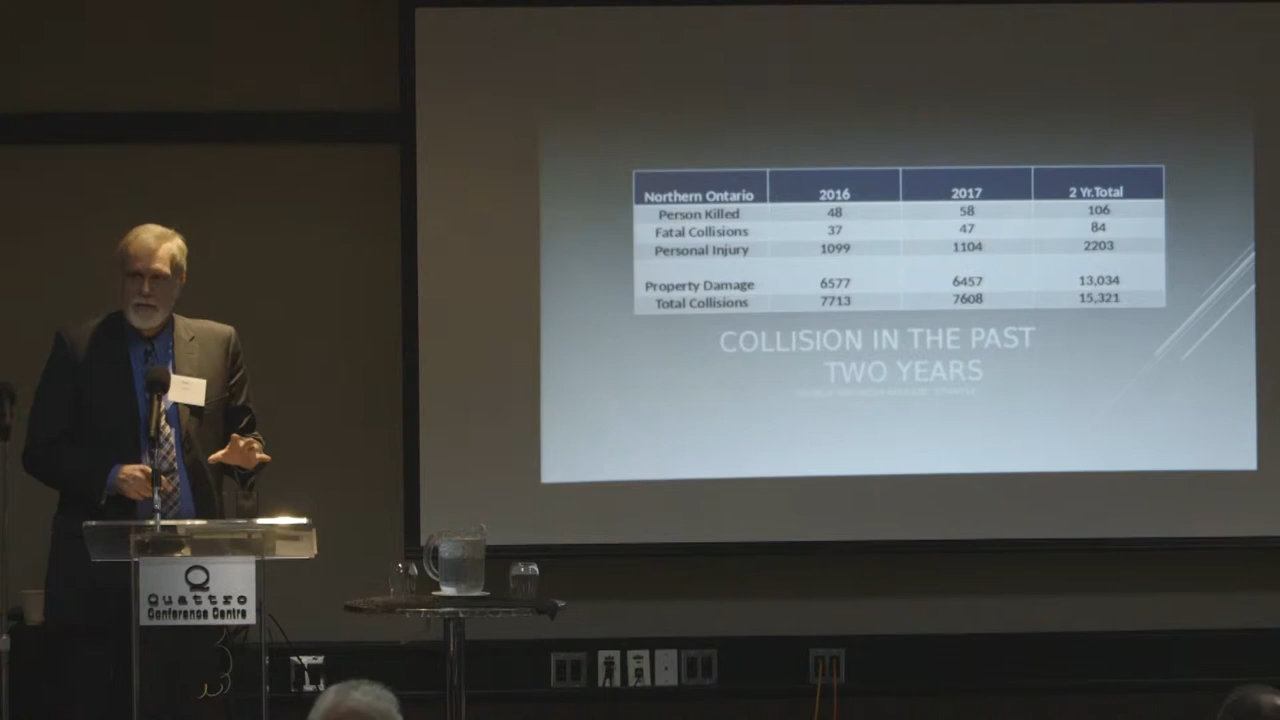 Northern Ontario 2016 2017 2 Yr.Total
Person Killed 48 58 106
Fatal Collisions 37 47 84
Personal Injury 1099 1104 2203
Property Damage 6577 6457 13,034
Total Collisions 7713 7608 15,321
COLLISION IN THE PAST
TWO YEARS
Q
Quattro
Conference Centre